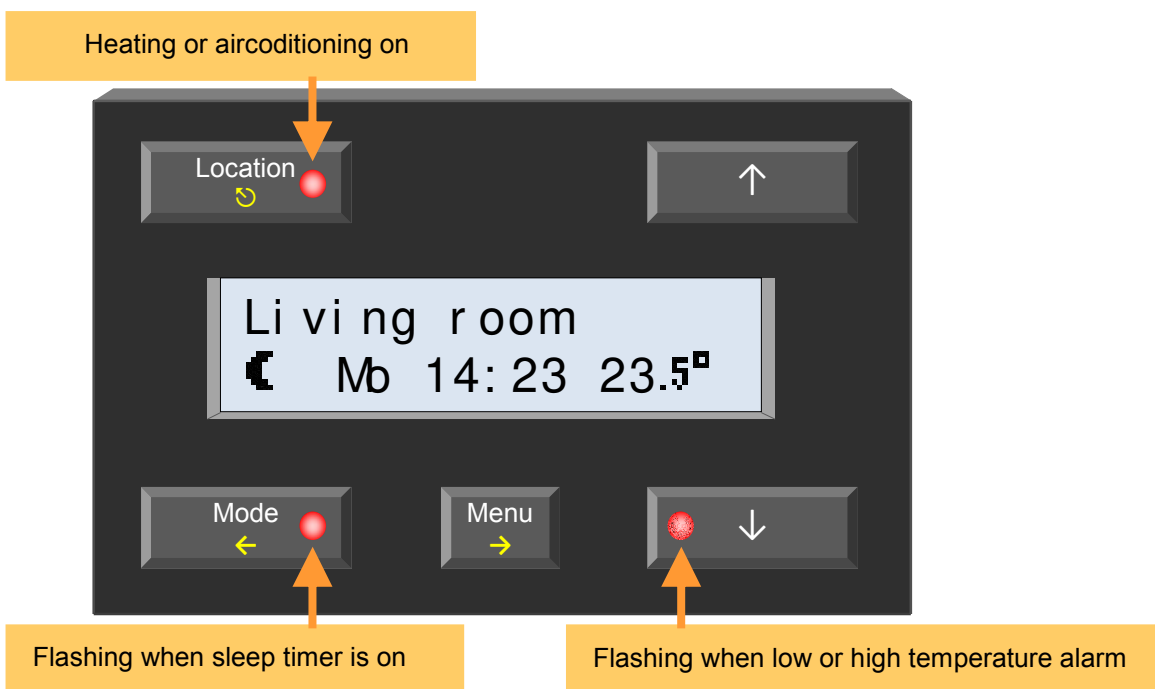 Heating or aircoditioning on
Location
↑
Living room
Mo 14:23 23.5°
Mode
←
Menu
→
↓
Flashing when sleep timer is on
Flashing when low or high temperature alarm